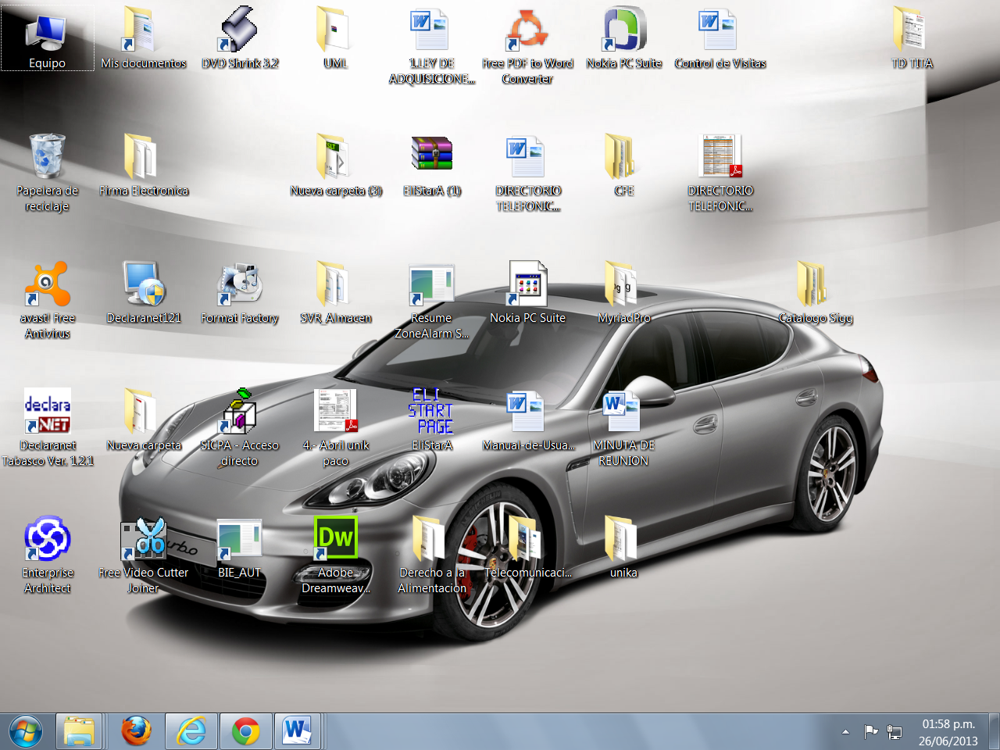 Equipo
Mis documentos
DVD Shrink 3.2
UML
1.LEY DE
ADQUISICIONE...
Free PDF to Word
Converter
Nokia PC Suite
Control de Visitas
TD TITA
Papelera de
reciclaje
Firma Electronica
SLT
Nueva carpeta (3)
EliStarA (1)
DIRECTORIO
TELEFONIC...
CFE
DIRECTORIO
TELEFONIC...
avast! Free
Antivirus
Declaranet121
Format Factory
SVR_Almacen
Resume
ZoneAlarm S...
Nokia PC Suite
MyriadPro
Catalogo Sigg
declara
.NET
Declaranet
Tabasco Ver. 1.2.1
Nueva carpeta
SICPA - Acceso
directo
4.- Abril unik
paco
ELI
START
PAGE
EliStarA
Manual-de-Usua...
MINUTA DE
REUNION
Enterprise
Architect
Free Video Cutter
Joiner
BIE_AUT
Dw
Adobe
Dreamweav...
Derecho a la
Alimentacion
Telecomunicaci...
unika
01:58 p.m.
26/06/2013